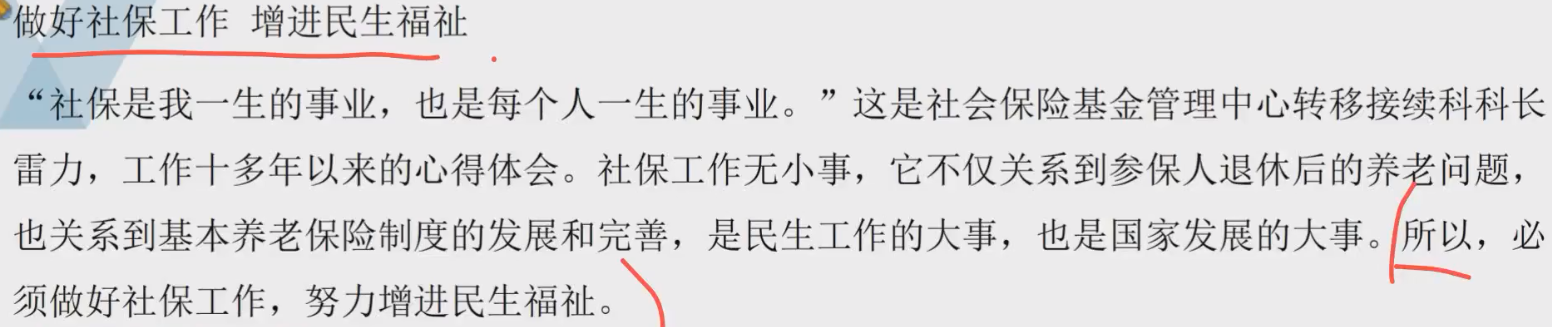 做好社保工作 增进民生福祉
“社保是我一生的事业，也是每个人一生的事业。”这是社会保险基金管理中心转移接续科科长
雷力，工作十多年以来的心得体会。社保工作无小事，它不仅关系到参保人退休后的养老问题，
也关系到基本养老保险制度的发展和完善，是民生工作的大事，也是国家发展的大事。所以，必
须做好社保工作，努力增进民生福祉。